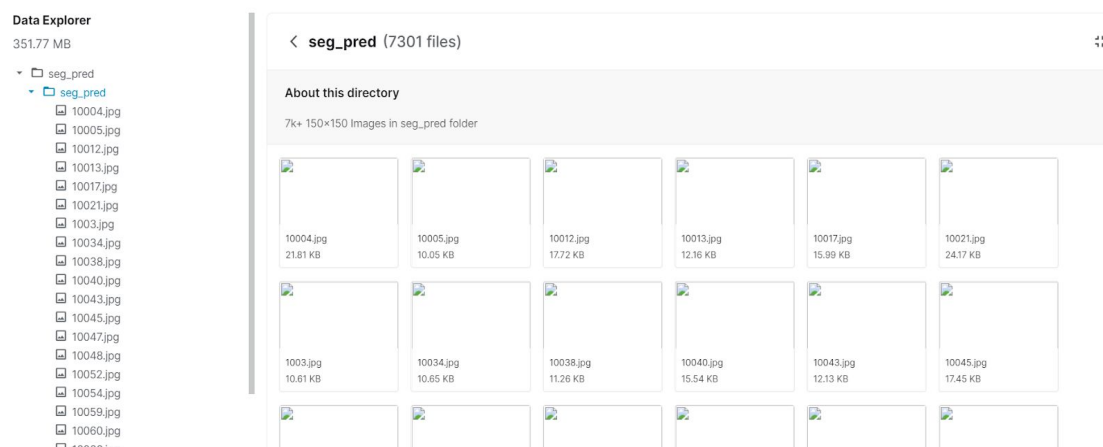 Data Explorer
351.77 MB
seg_pred
seg_pred
10004.jpg
10005.jpg
10012.jpg
10013.jpg
10017.jpg
10021.jpg
1003.jpg
10034.jpg
10038.jpg
10040.jpg
10043.jpg
10045.jpg
10047.jpg
10048.jpg
10052.jpg
10054.jpg
10059.jpg
10060.jpg
seg_pred (7301 files)
About this directory
7k+ 150x150 Images in seg_pred folder
10004.jpg 10005.jpg 10012.jpg 10013.jpg 10017.jpg 10021.jpg
21.81 KB 10.05 KB 17.72 KB 12.16 KB 15.99 KB 24.17 KB
1003.jpg 10034.jpg 10038.jpg 10040.jpg 10043.jpg 10045.jpg
10.61 KB 10.65 KB 11.26 KB 15.54 KB 12.13 KB 17.45 KB